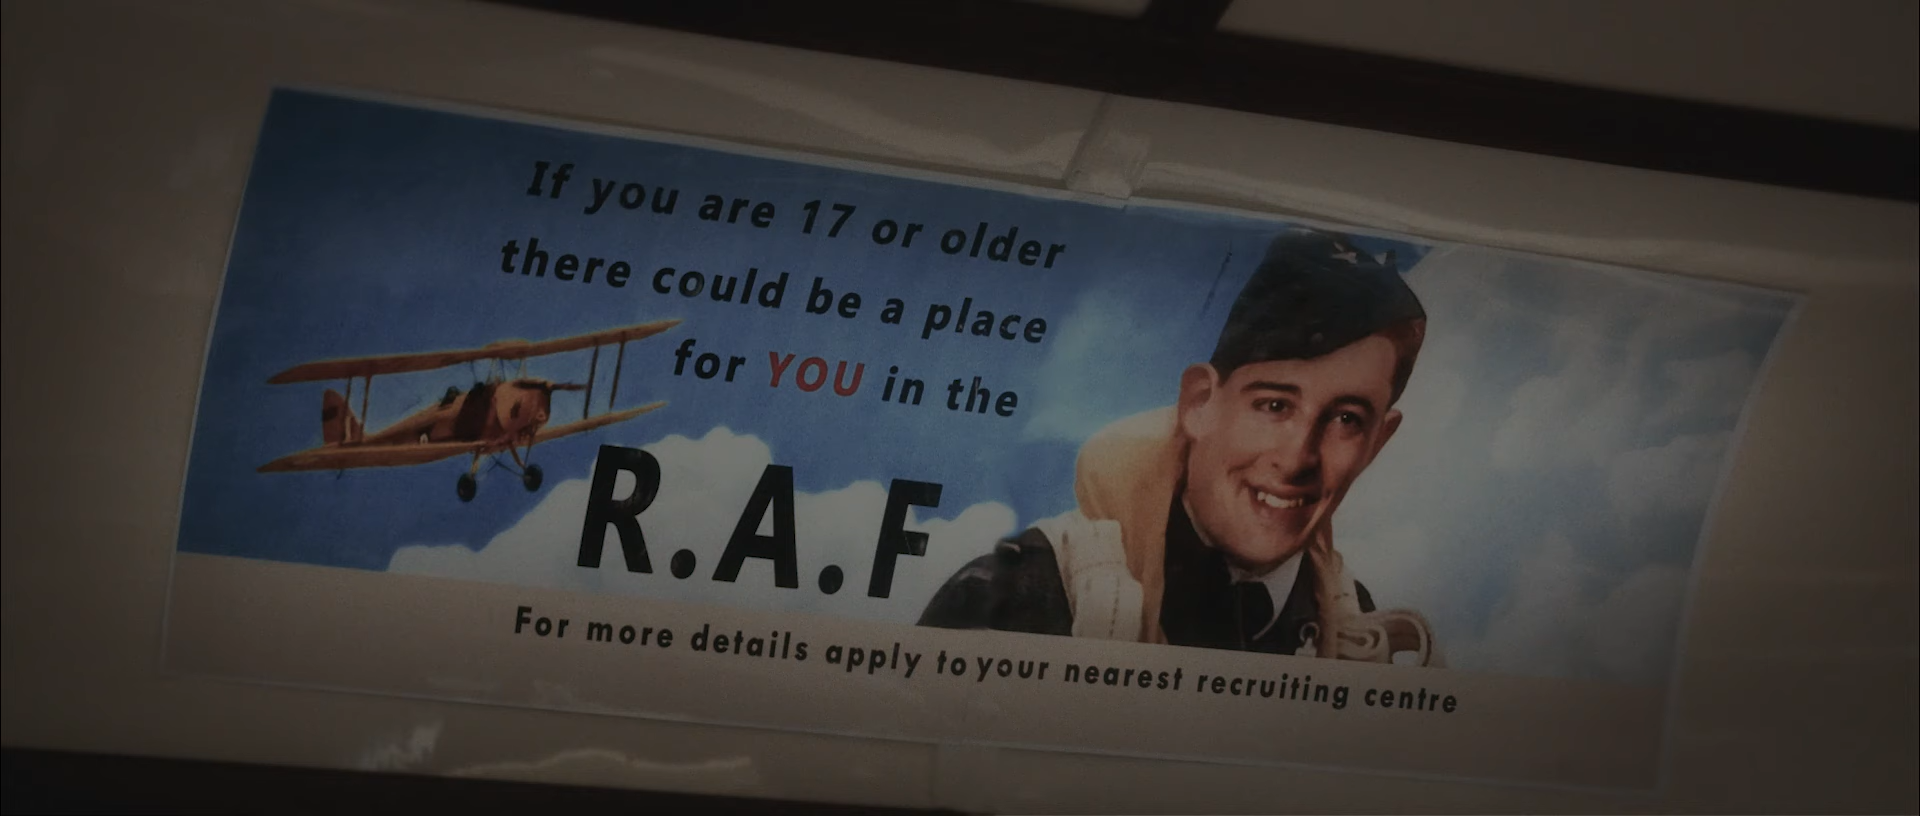 If you are 17 or older
there could be a place
for YOU in the
R.A.F
For more details apply to your nearest recruiting centre